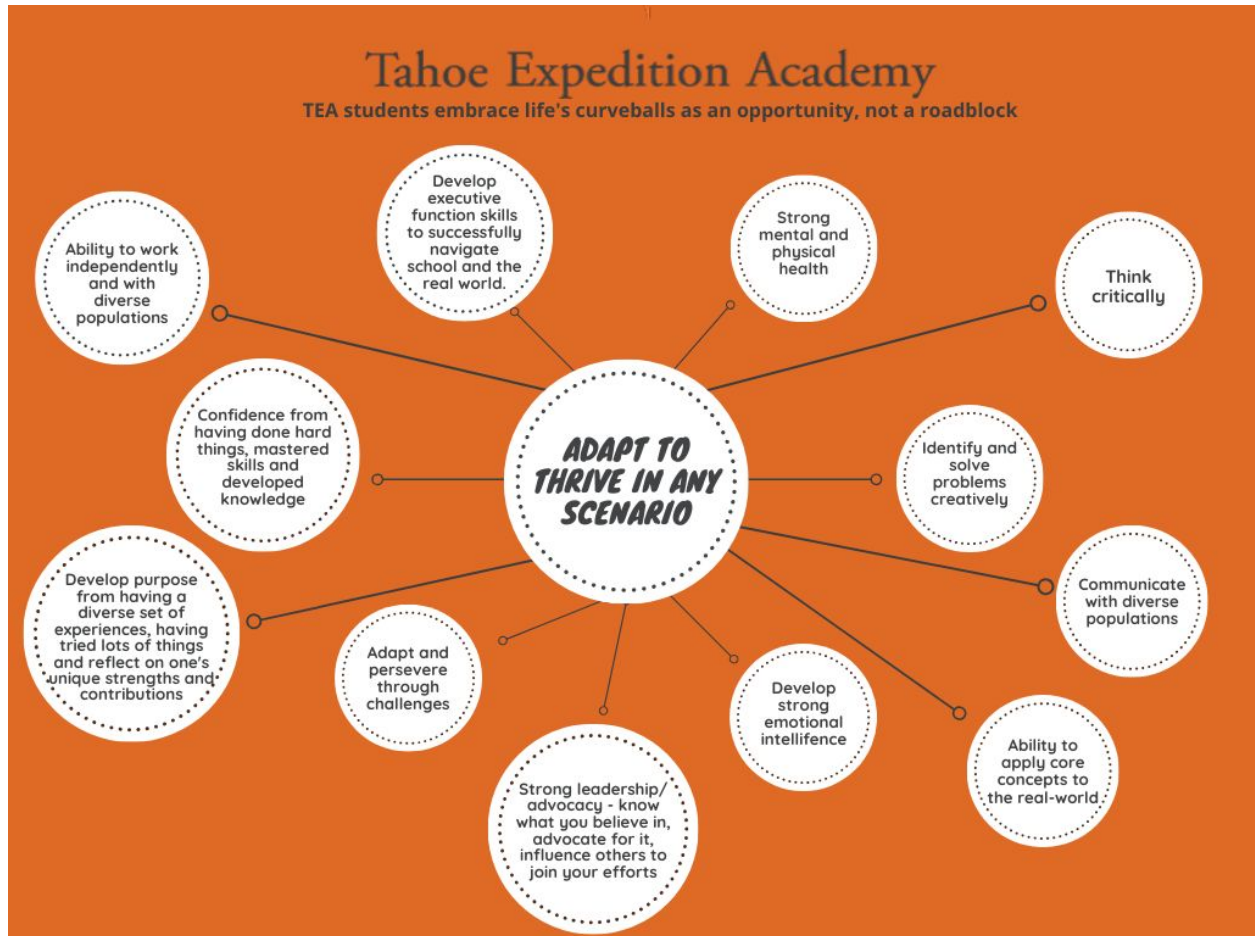 Tahoe Expedition Academy
TEA students embrace life's curveballs as an opportunity, not a roadblock
Ability to work
independently
and with
diverse
populations
Develop
executive
function skills
to successfully
navigate
school and the
real world.
Strong
mental and
physical
health
Think
critically
Confidence from
having done hard
things, mastered
skills and
developed
knowledge
ADAPT TO
THRIVE IN ANY
SCENARIO
Identify and
solve
problems
creatively
Develop purpose
from having a
diverse set of
experiences, having
tried lots of things
and reflect on one's
unique strengths and
contributions
Adapt and
persevere
through
challenges
Strong leadership/
advocacy - know
what you believe in,
advocate for it,
influence others to
join your efforts
Develop
strong
emotional
intellifence
Communicate
with diverse
populations
Ability to
apply core
concepts to
the real-world